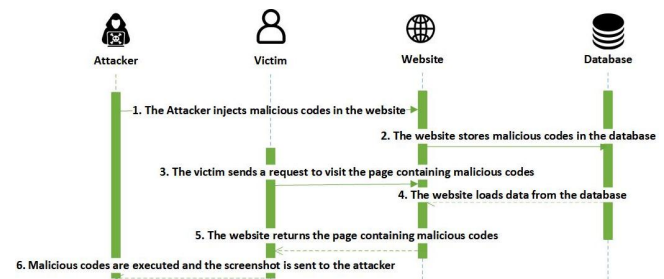 Attacker
Victim
Website
Database
1. The Attacker injects malicious codes in the website
2. The website stores malicious codes in the database
3. The victim sends a request to visit the page containing malicious codes
4. The website loads data from the database
5. The website returns the page containing malicious codes
6. Malicious codes are executed and the screenshot is sent to the attacker